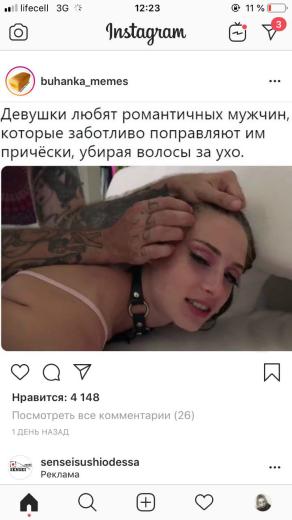 lifecell 3G 12:23 11 %
Instagram
3
buhanka_memes
Девушки любят романтичных мужчин,
которые заботливо поправляют им
причёски, убирая волосы за ухо.
Нравится: 4 148
Посмотреть все комментарии (26)
1 ДЕНЬ НАЗАД
SENSEI
senseisushiodessa
Реклама